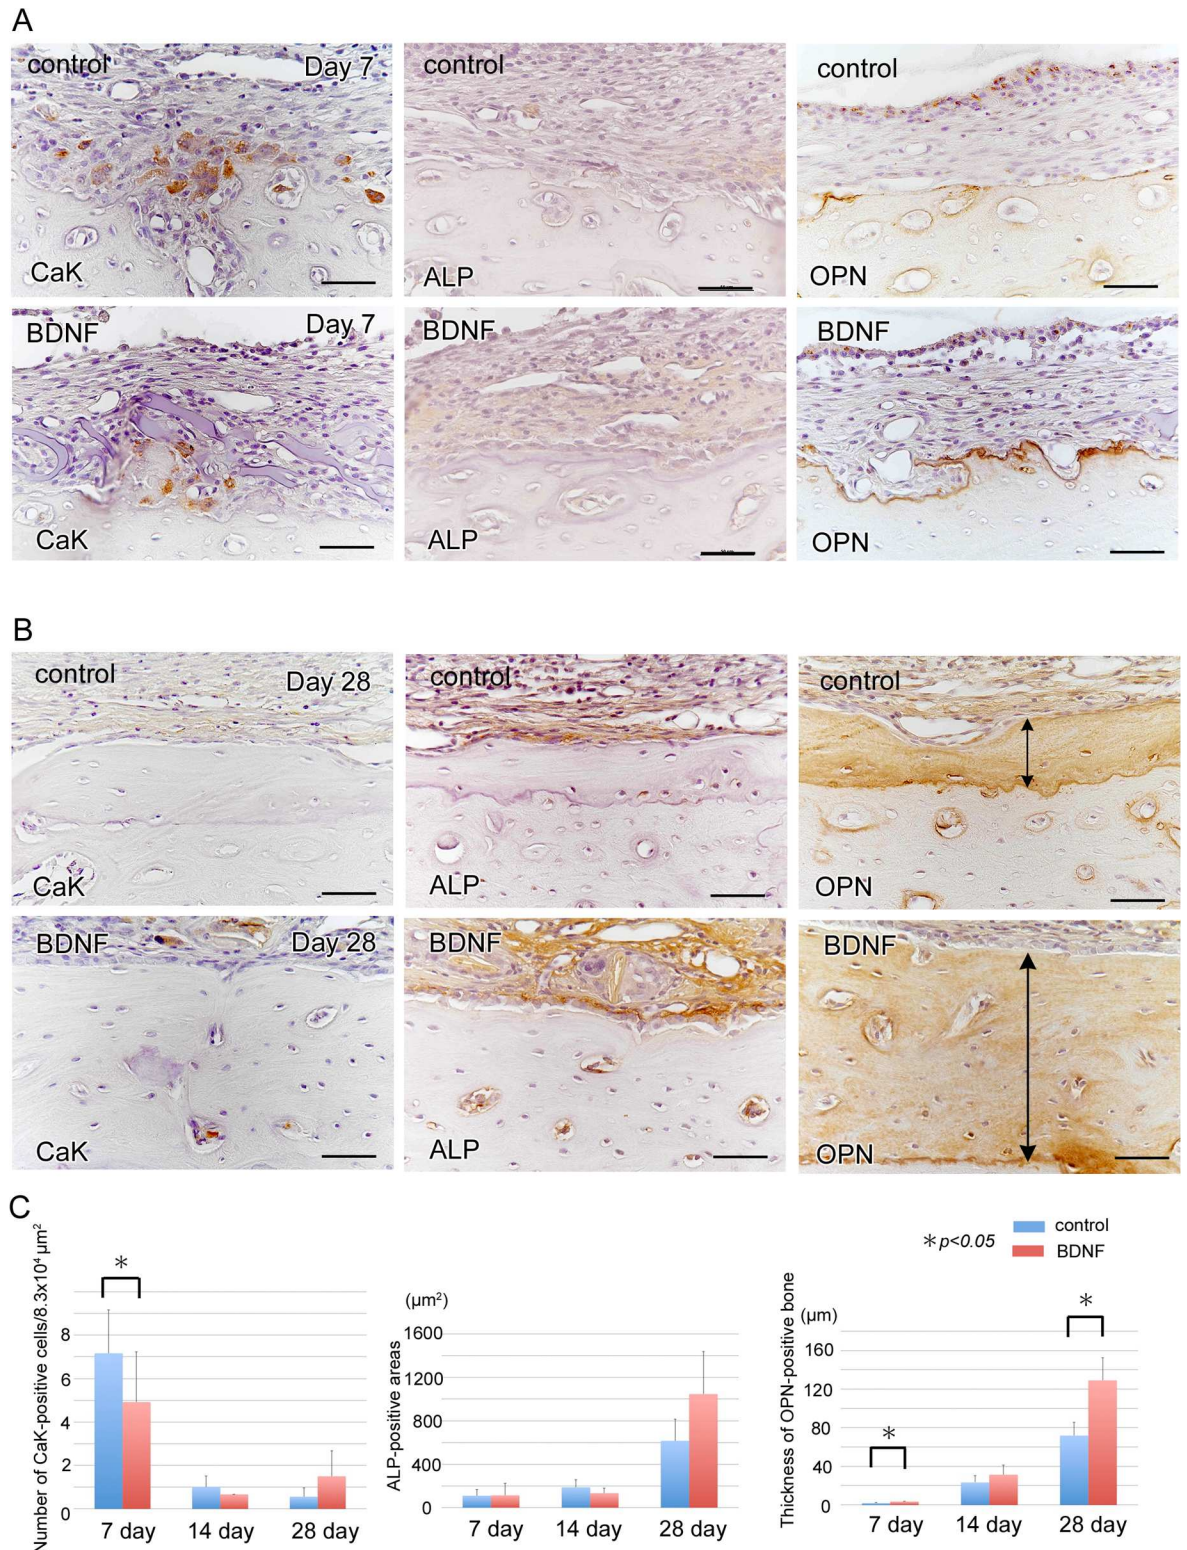 A
control Day 7
CaK
control
ALP
control
OPN
BDNF Day 7
CaK
BDNF
ALP
BDNF
OPN
B
control Day 28
CaK
control
ALP
control
OPN
BDNF Day 28
CaK
BDNF
ALP
BDNF
OPN
C
* p<0.05
control
BDNF
Number of CaK-positive cells/8.3x10⁴ μm²
8
6
4
2
0
*
7 day 14 day 28 day
(μm²)
ALP-positive areas
1600
1200
800
400
0
7 day 14 day 28 day
Thickness of OPN-positive bone
(μm)
160
120
80
40
0
*
*
7 day 14 day 28 day